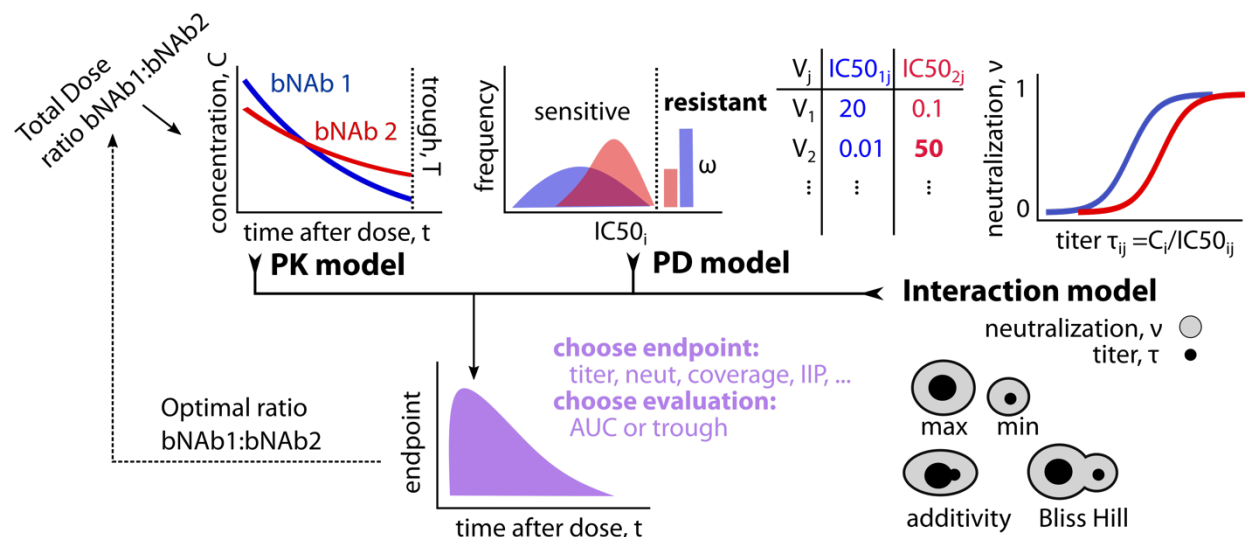 Total Dose
ratio bNAb1:bNAb2
concentration, C
bNAb 1
bNAb 2
trough, T
time after dose, t
PK model
frequency
sensitive
resistant
ω
IC50i
PD model
Vj IC501j IC502j
V1 20 0.1
V2 0.01 50
... ... ...
neutralization, ν
1
0
titer τij =Ci/IC50ij
Interaction model
neutralization, ν
titer, τ
max min
additivity Bliss Hill
choose endpoint:
titer, neut, coverage, IIP, ...
choose evaluation:
AUC or trough
Optimal ratio
bNAb1:bNAb2
endpoint
time after dose, t